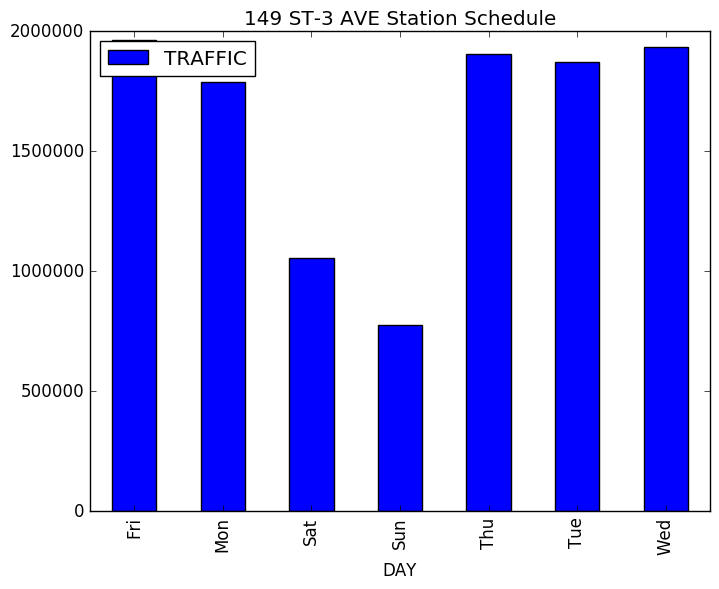 149 ST-3 AVE Station Schedule
TRAFFIC
2000000
1500000
1000000
500000
0
Fri
Mon
Sat
Sun
Thu
Tue
Wed
DAY